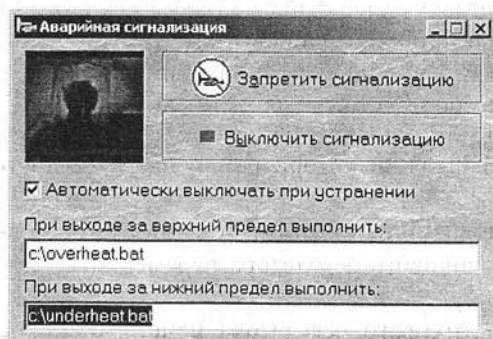 Аварийная сигнализация
Запретить сигнализацию
Выключить сигнализацию
Автоматически выключать при устранении
При выходе за верхний предел выполнить:
c:\overheat.bat
При выходе за нижний предел выполнить:
c:\underheat.bat